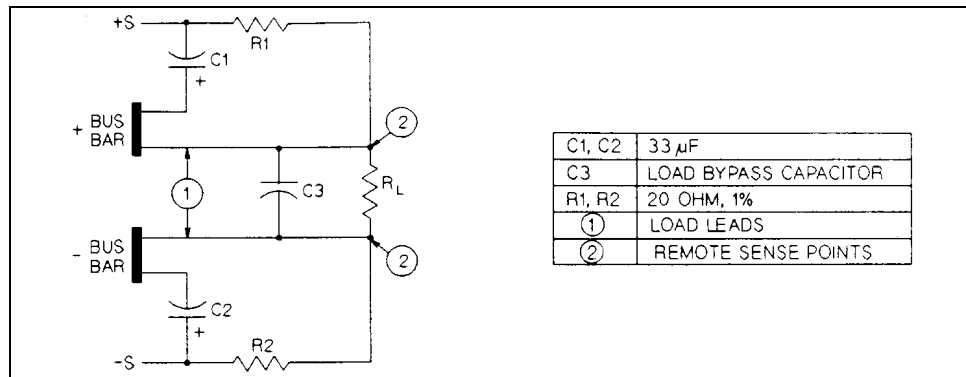 +S
R1
C1
+
+ BUS BAR
2
1
C3
RL
- BUS BAR
2
C2
+
R2
-S
C1, C2 33 µF
C3 LOAD BYPASS CAPACITOR
R1, R2 20 OHM, 1%
1 LOAD LEADS
2 REMOTE SENSE POINTS